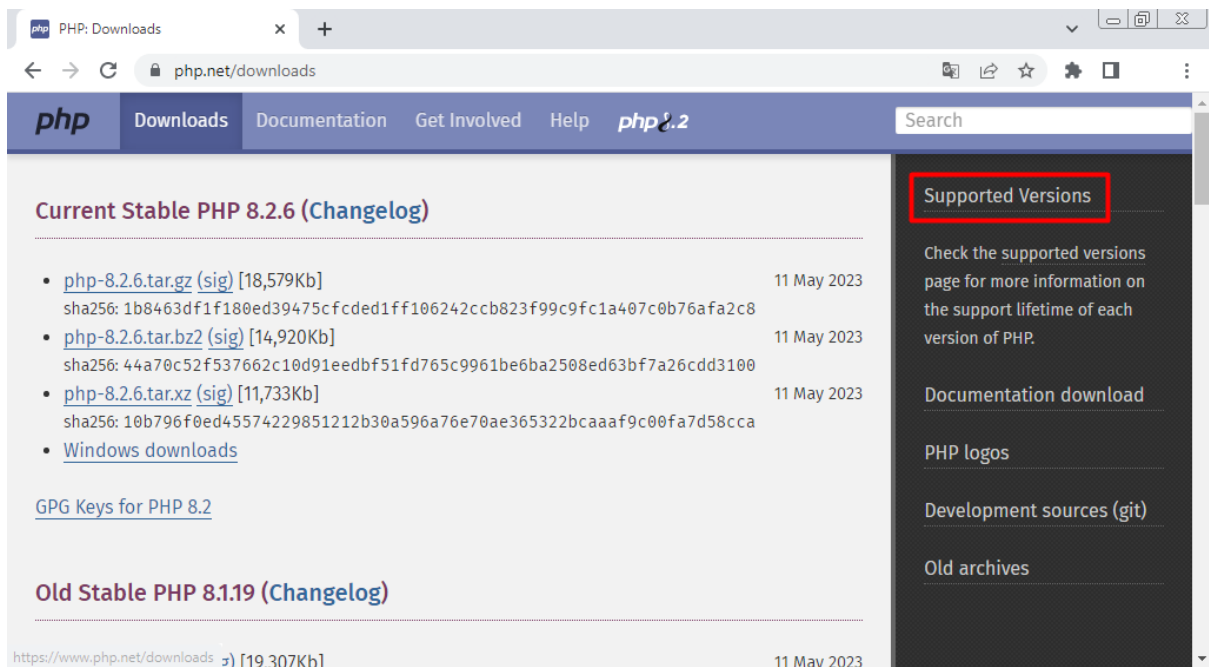 PHP: Downloads
php.net/downloads
php Downloads Documentation Get Involved Help php8.2 Search
Current Stable PHP 8.2.6 (Changelog)
php-8.2.6.tar.gz (sig) [18,579Kb] 11 May 2023
sha256: 1b8463df1f180ed39475cfcded1ff106242ccb823f99c9fc1a407c0b76afa2c8
php-8.2.6.tar.bz2 (sig) [14,920Kb] 11 May 2023
sha256: 44a70c52f537662c10d91eedbf51fd765c9961be6ba2508ed63bf7a26cdd3100
php-8.2.6.tar.xz (sig) [11,733Kb] 11 May 2023
sha256: 10b796f0ed45574229851212b30a596a76e70ae365322bcaaaf9c00fa7d58cca
Windows downloads
GPG Keys for PHP 8.2
Old Stable PHP 8.1.19 (Changelog)
https://www.php.net/downloads g) [19,307Kb] 11 May 2023
Supported Versions
Check the supported versions
page for more information on
the support lifetime of each
version of PHP.
Documentation download
PHP logos
Development sources (git)
Old archives